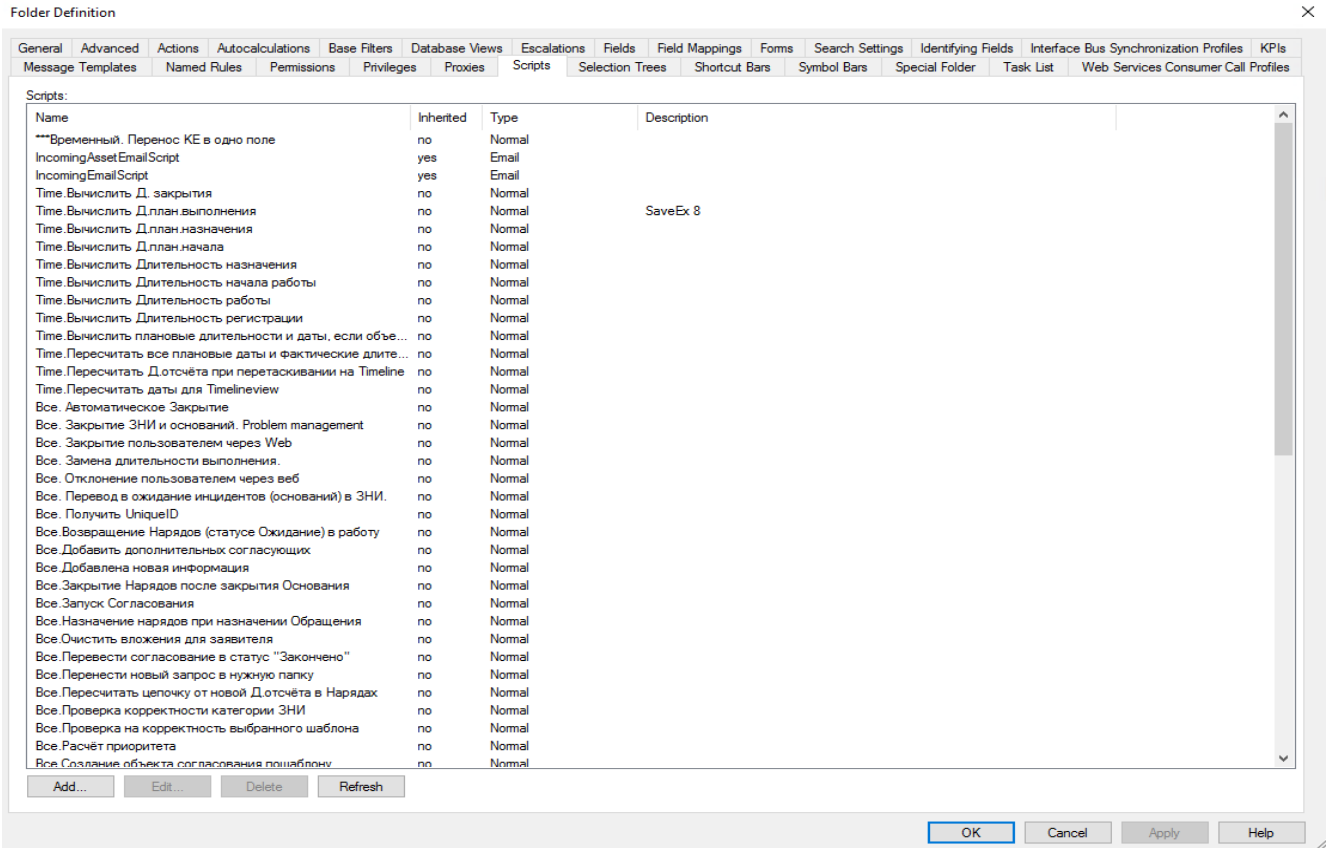 Folder Definition
General Advanced Actions Autocalculations Base Filters Database Views Escalations Fields Field Mappings Forms Search Settings Identifying Fields Interface Bus Synchronization Profiles KPIs
Message Templates Named Rules Permissions Privileges Proxies Scripts Selection Trees Shortcut Bars Symbol Bars Special Folder Task List Web Services Consumer Call Profiles
Scripts:
Name Inherited Type Description
***Временный. Перенос КЕ в одно поле no Normal
IncomingAssetEmailScript yes Email
IncomingEmailScript yes Email
Time.Вычислить Д. закрытия no Normal
Time.Вычислить Д.план.выполнения no Normal SaveEx 8
Time.Вычислить Д.план.назначения no Normal
Time.Вычислить Д.план.начала no Normal
Time.Вычислить Длительность назначения no Normal
Time.Вычислить Длительность начала работы no Normal
Time.Вычислить Длительность работы no Normal
Time.Вычислить Длительность регистрации no Normal
Time.Вычислить плановые длительности и даты, если объе... no Normal
Time.Пересчитать все плановые даты и фактические длите... no Normal
Time.Пересчитать Д.отсчёта при перетаскивании на Timeline no Normal
Time.Пересчитать даты для Timelineview no Normal
Все. Автоматическое Закрытие no Normal
Все. Закрытие ЗНИ и оснований. Problem management no Normal
Все. Закрытие пользователем через Web no Normal
Все. Замена длительности выполнения. no Normal
Все. Отклонение пользователем через веб no Normal
Все. Перевод в ожидание инцидентов (оснований) в ЗНИ. no Normal
Все. Получить UniqueID no Normal
Все.Возвращение Нарядов (статусе Ожидание) в работу no Normal
Все.Добавить дополнительных согласующих no Normal
Все.Добавлена новая информация no Normal
Все.Закрытие Нарядов после закрытия Основания no Normal
Все.Запуск Согласования no Normal
Все.Назначение нарядов при назначении Обращения no Normal
Все.Очистить вложения для заявителя no Normal
Все.Перевести согласование в статус "Закончено" no Normal
Все.Перенести новый запрос в нужную папку no Normal
Все.Пересчитать цепочку от новой Д.отсчёта в Нарядах no Normal
Все.Проверка корректности категории ЗНИ no Normal
Все.Проверка на корректность выбранного шаблона no Normal
Все.Расчёт приоритета no Normal
Все.Создание объекта согласования пошаблону no Normal
Add... Edit... Delete Refresh
OK Cancel Apply Help